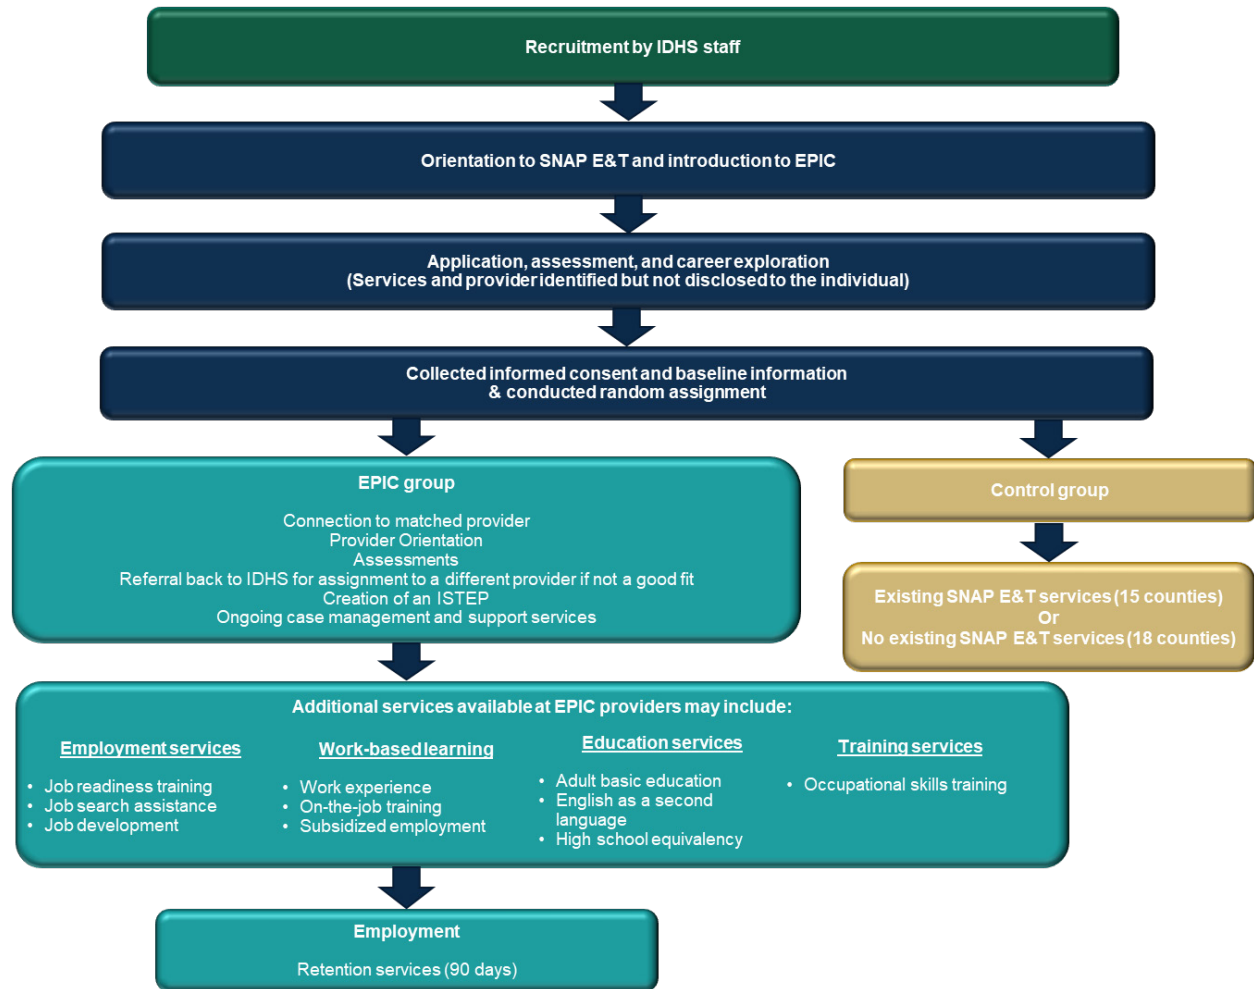 Recruitment by IDHS staff
Orientation to SNAP E&T and introduction to EPIC
Application, assessment, and career exploration
(Services and provider identified but not disclosed to the individual)
Collected informed consent and baseline information
& conducted random assignment
EPIC group
Connection to matched provider
Provider Orientation
Assessments
Referral back to IDHS for assignment to a different provider if not a good fit
Creation of an ISTEP
Ongoing case management and support services
Control group
Existing SNAP E&T services (15 counties)
Or
No existing SNAP E&T services (18 counties)
Additional services available at EPIC providers may include:
Employment services
• Job readiness training
• Job search assistance
• Job development
Work-based learning
• Work experience
• On-the-job training
• Subsidized employment
Education services
• Adult basic education
• English as a second
language
• High school equivalency
Training services
• Occupational skills training
Employment
Retention services (90 days)